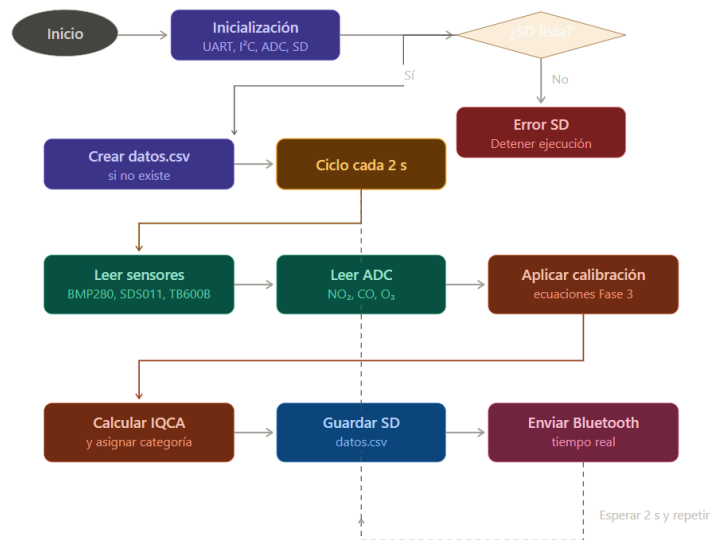 Inicio
Inicialización
UART, I²C, ADC, SD
¿SD lista?
Sí
No
Error SD
Detener ejecución
Crear datos.csv
si no existe
Ciclo cada 2 s
Leer sensores
BMP280, SDS011, TB600B
Leer ADC
NO₂, CO, O₃
Aplicar calibración
ecuaciones Fase 3
Calcular IQCA
y asignar categoría
Guardar SD
datos.csv
Enviar Bluetooth
tiempo real
Esperar 2 s y repetir